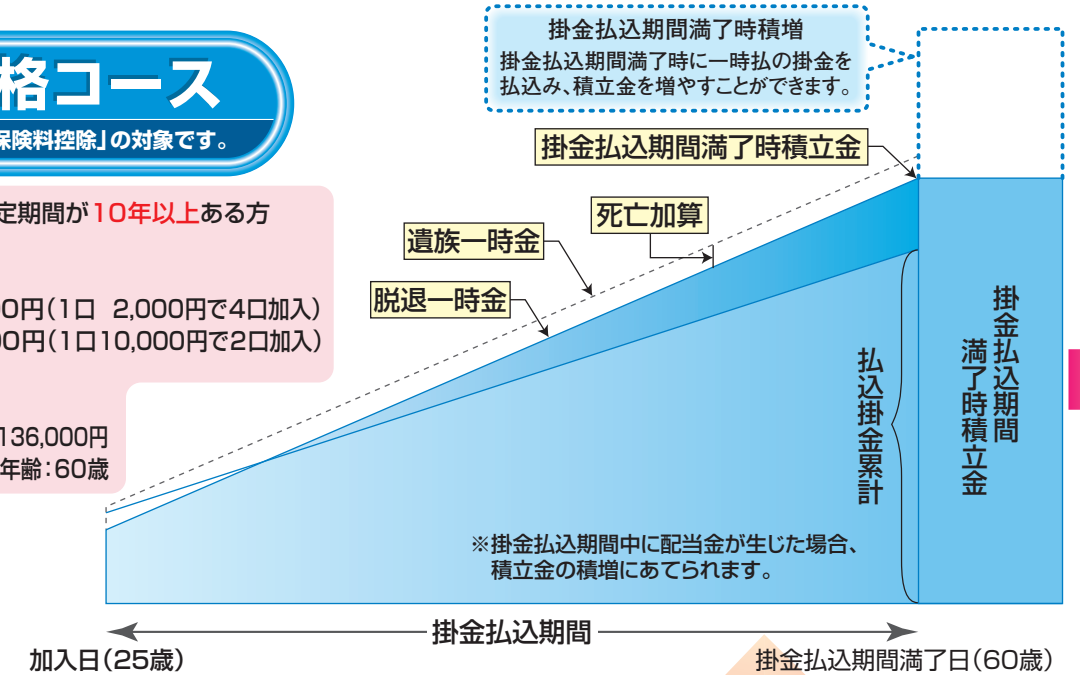 格コース
保険料控除」の対象です。
定期間が10年以上ある方
00円(1口 2,000円で4口加入)
00円(1口10,000円で2口加入)
136,000円
年齢:60歳
掛金払込期間満了時積増
掛金払込期間満了時に一時払の掛金を
払込み、積立金を増やすことができます。
掛金払込期間満了時積立金
死亡加算
遺族一時金
脱退一時金
払込掛金累計
掛金払込期間
満了時積立金
※掛金払込期間中に配当金が生じた場合、
積立金の積増にあてられます。
掛金払込期間
加入日(25歳)
掛金払込期間満了日(60歳)